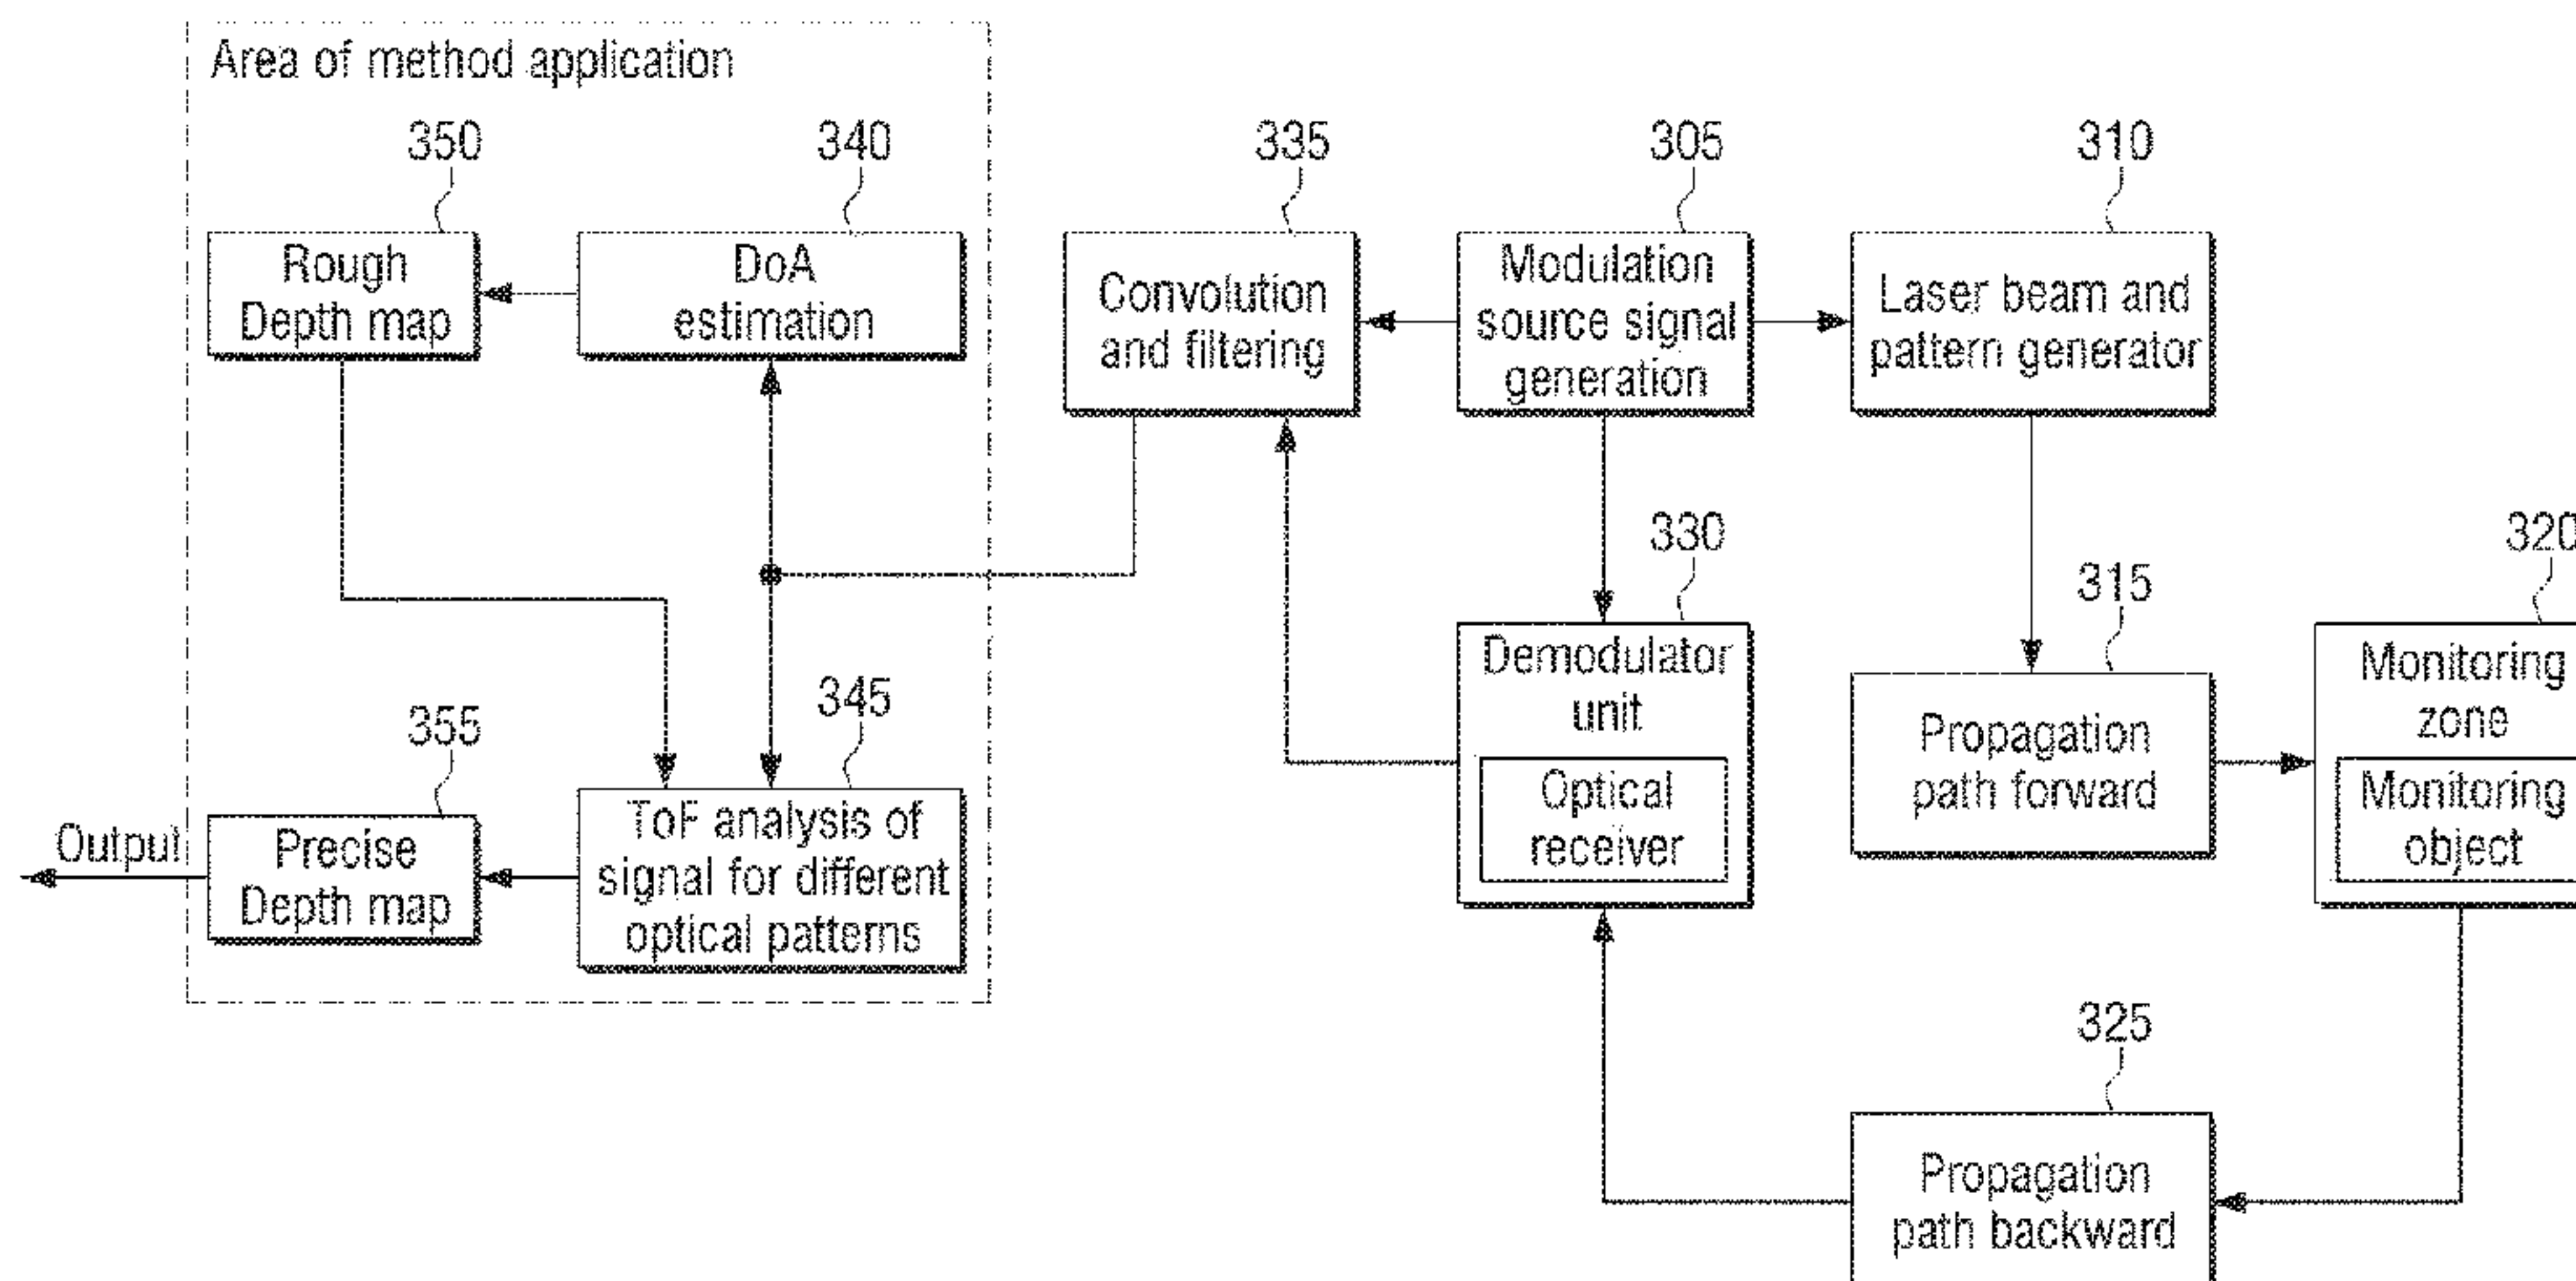 Area of method application
350
340
335
305
310
Rough
Depth map
DoA
estimation
Convolution
and filtering
Modulation
source signal
generation
Laser beam and
pattern generator
330
315
320
Demodulator
unit
Optical
receiver
Propagation
path forward
Monitoring
zone
Monitoring
object
355
345
Output
Precise
Depth map
ToF analysis of
signal for different
optical patterns
325
Propagation
path backward